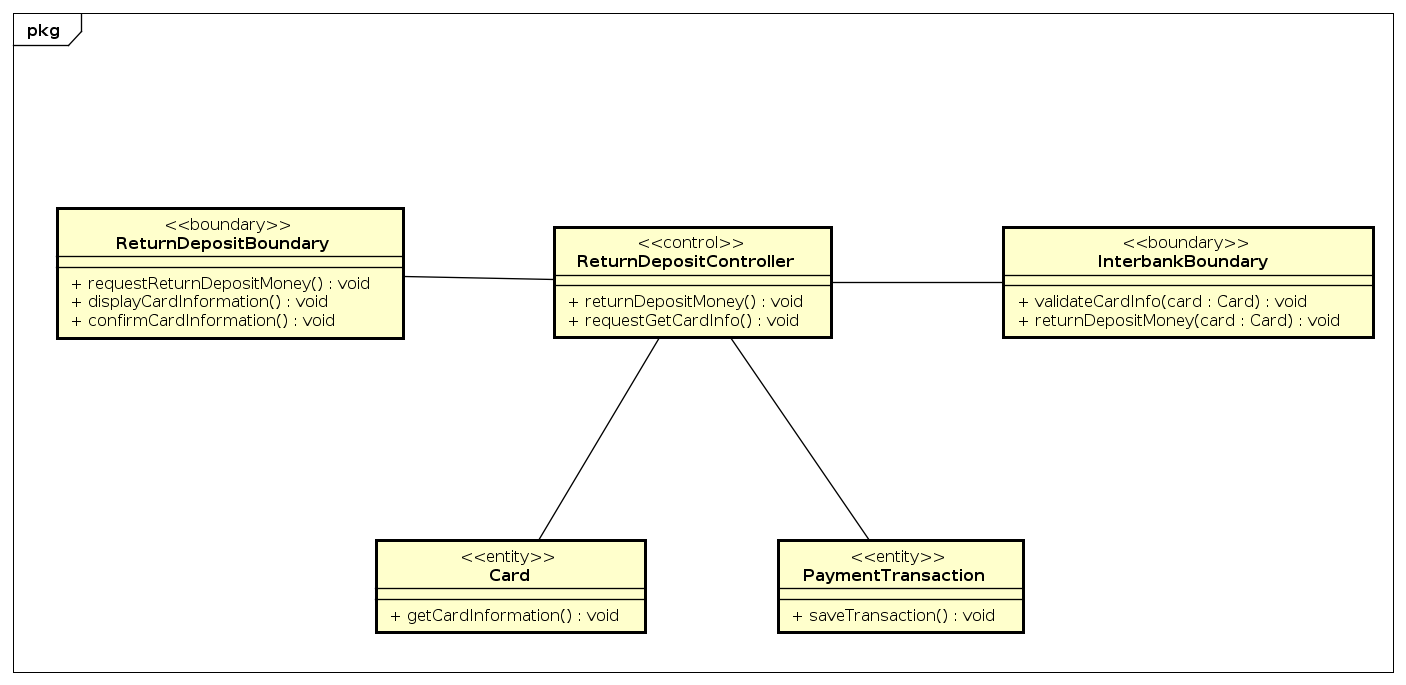 pkg
<<boundary>>
ReturnDepositBoundary
+ requestReturnDepositMoney() : void
+ displayCardInformation() : void
+ confirmCardInformation() : void
<<control>>
ReturnDepositController
+ returnDepositMoney() : void
+ requestGetCardInfo() : void
<<boundary>>
InterbankBoundary
+ validateCardInfo(card : Card) : void
+ returnDepositMoney(card : Card) : void
<<entity>>
Card
+ getCardInformation() : void
<<entity>>
PaymentTransaction
+ saveTransaction() : void